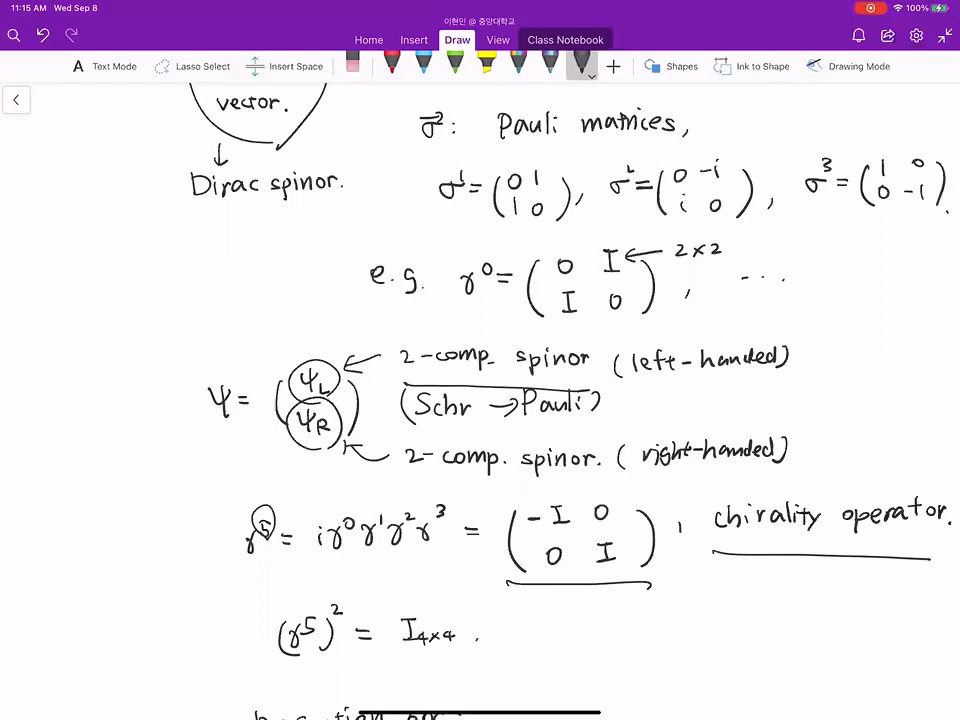 11:15 AM Wed Sep 8
100%
이현민 @ 중앙대학교
Home Insert Draw View Class Notebook
A Text Mode Lasso Select Insert Space Shapes Ink to Shape Drawing Mode
vector.
↓
Dirac spinor.
σ⃗ : Pauli matrices,
σ¹ = (0 1 / 1 0), σ² = (0 -i / i 0), σ³ = (1 0 / 0 -1).
e.g. γ⁰ = (0 I / I 0), ← 2×2 ...
ψ = (ψ_L / ψ_R)
← 2-comp. spinor (left-handed)
(Schr → Pauli)
← 2-comp. spinor. (right-handed)
γ⁵ = iγ⁰γ¹γ²γ³ = (-I 0 / 0 I), chirality operator.
(γ⁵)² = I₄ₓ₄.